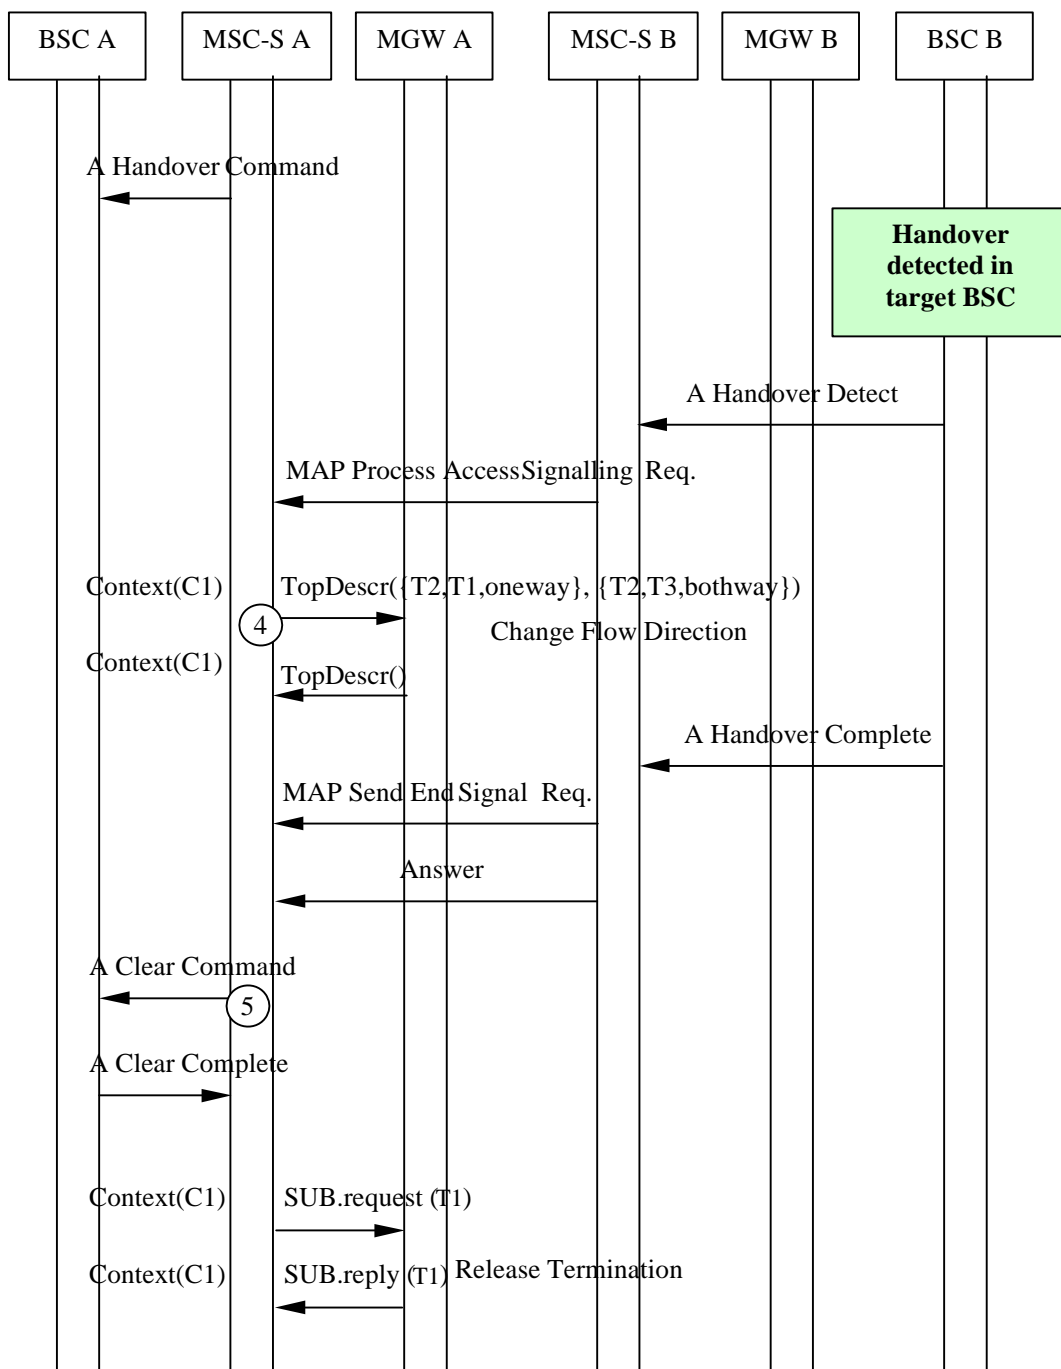 BSC A MSC-S A MGW A MSC-S B MGW B BSC B
A Handover Command
Handover
detected in
target BSC
A Handover Detect
MAP Process AccessSignalling Req.
Context(C1) TopDescr({T2,T1,oneway}, {T2,T3,bothway})
4 Change Flow Direction
Context(C1) TopDescr()
A Handover Complete
MAP Send End Signal Req.
Answer
A Clear Command
5
A Clear Complete
Context(C1) SUB.request (T1)
Context(C1) SUB.reply (T1) Release Termination